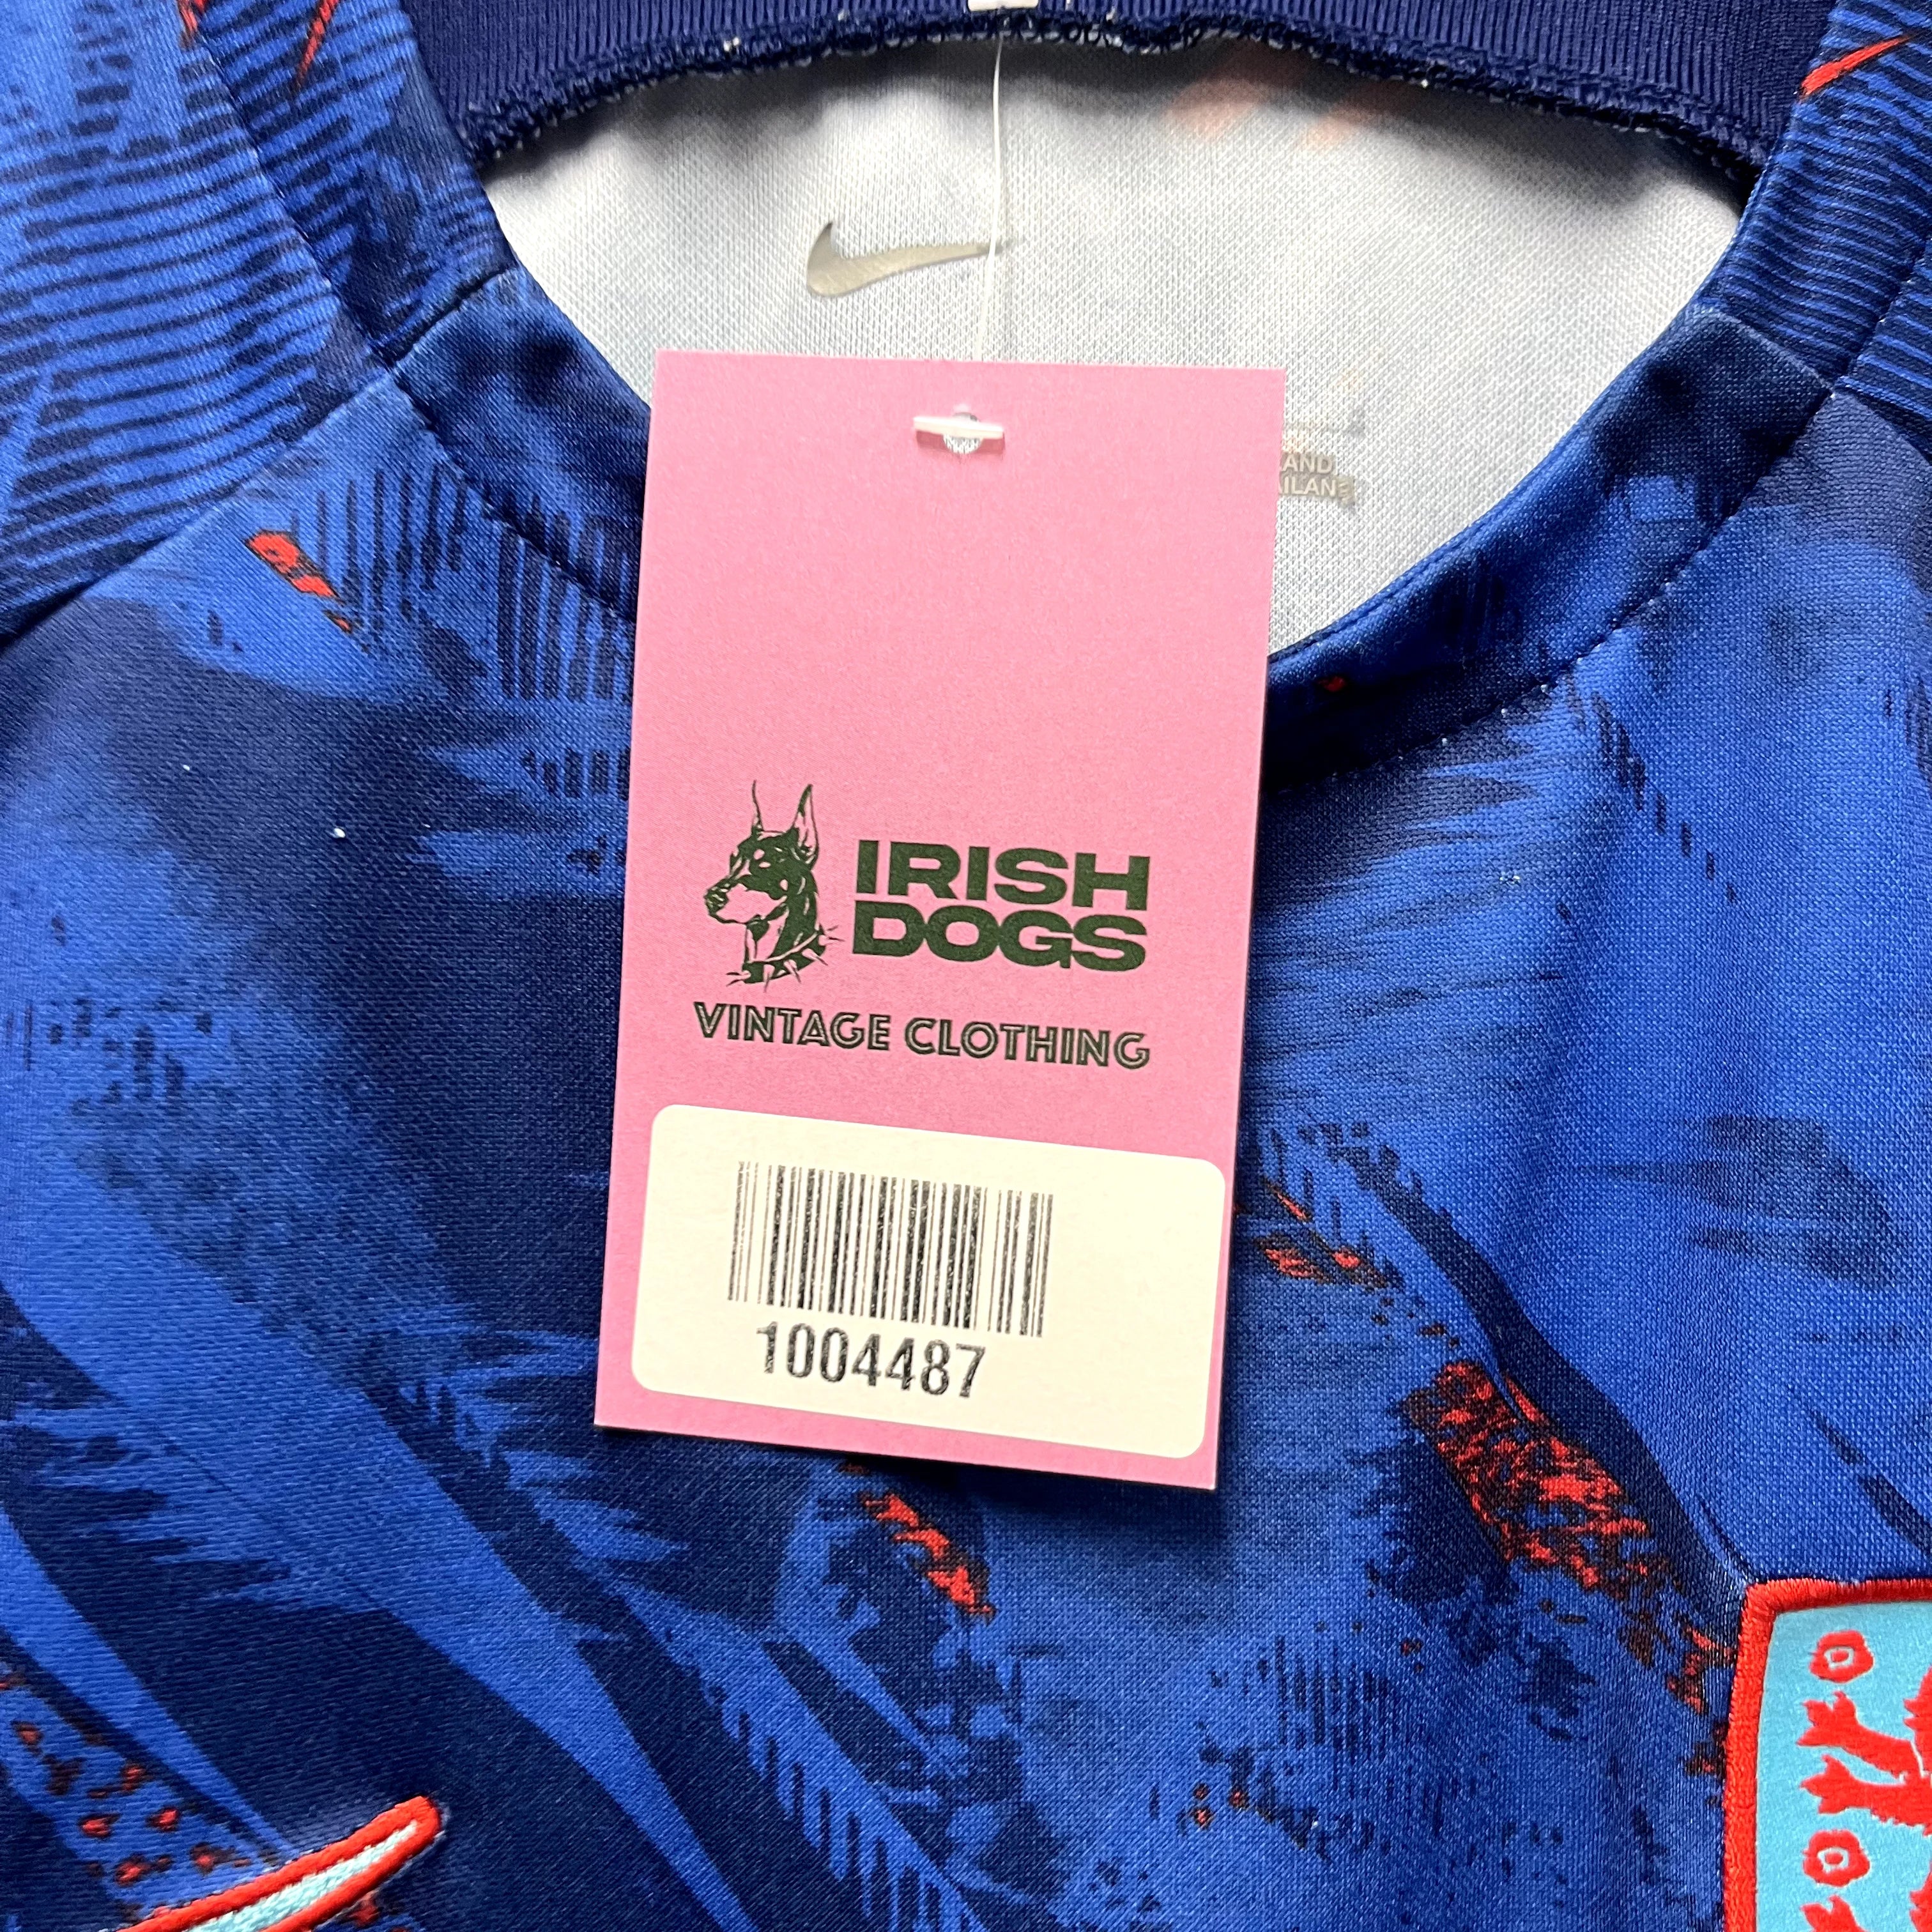 IRISH
DOGS
VINTAGE CLOTHING
1004487